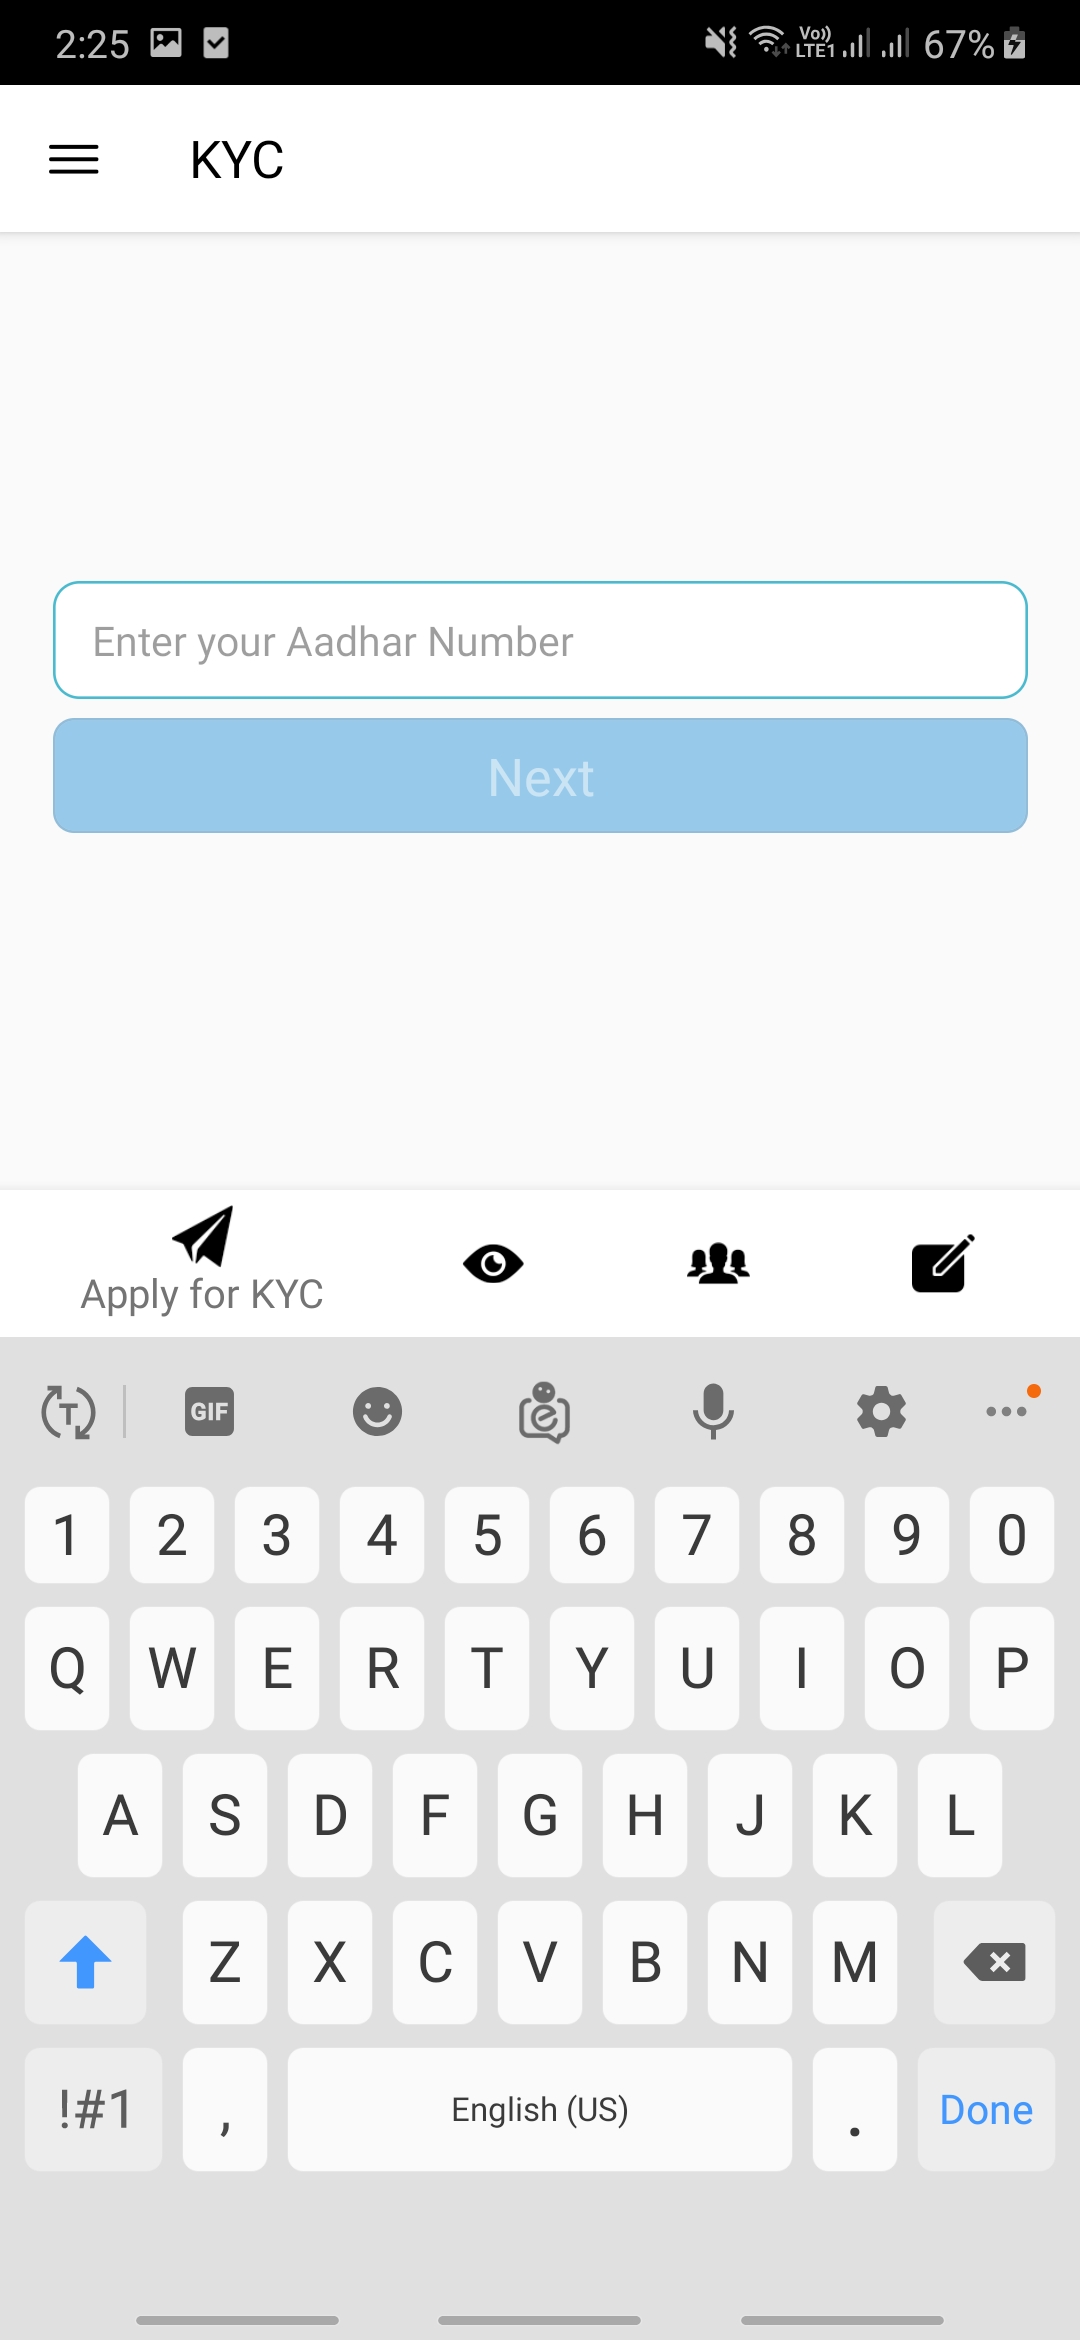 2:25 Vo)) LTE1 67%
KYC
Enter your Aadhar Number
Next
Apply for KYC
T GIF
1 2 3 4 5 6 7 8 9 0
Q W E R T Y U I O P
A S D F G H J K L
Z X C V B N M
!#1 , English (US) . Done